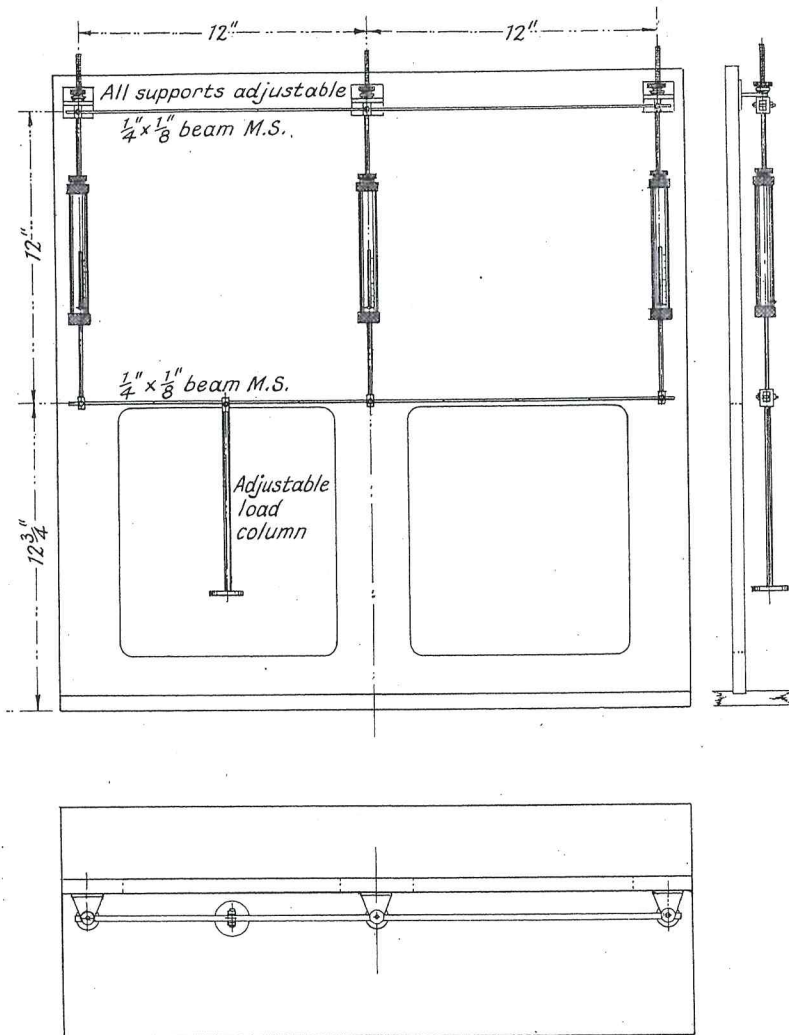 12"
12"
All supports adjustable
1/4" × 1/8" beam M.S.
12"
1/4" × 1/8" beam M.S.
Adjustable
load
column
12 3/4"